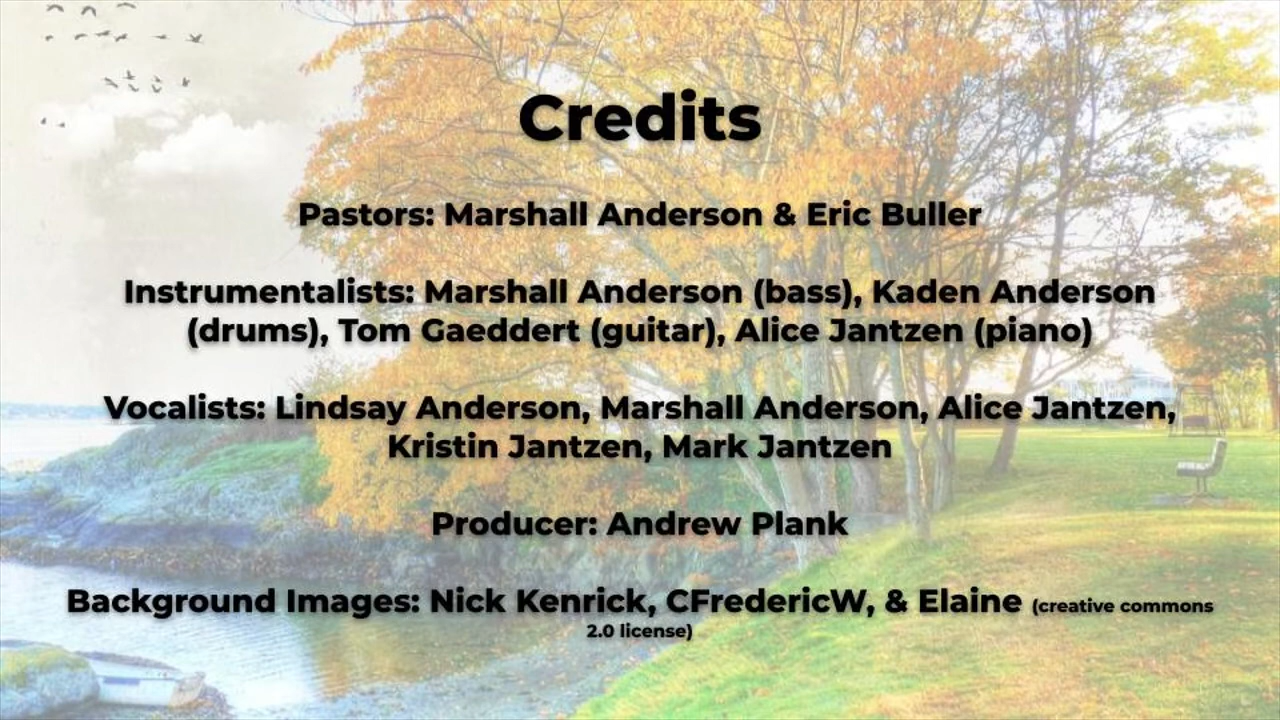 Credits
Pastors: Marshall Anderson & Eric Buller
Instrumentalists: Marshall Anderson (bass), Kaden Anderson
(drums), Tom Gaeddert (guitar), Alice Jantzen (piano)
Vocalists: Lindsay Anderson, Marshall Anderson, Alice Jantzen,
Kristin Jantzen, Mark Jantzen
Producer: Andrew Plank
Background Images: Nick Kenrick, CFredericW, & Elaine (creative commons
2.0 license)